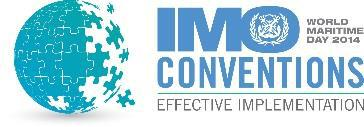 IMO WORLD
MARITIME
DAY 2014
CONVENTIONS
EFFECTIVE IMPLEMENTATION